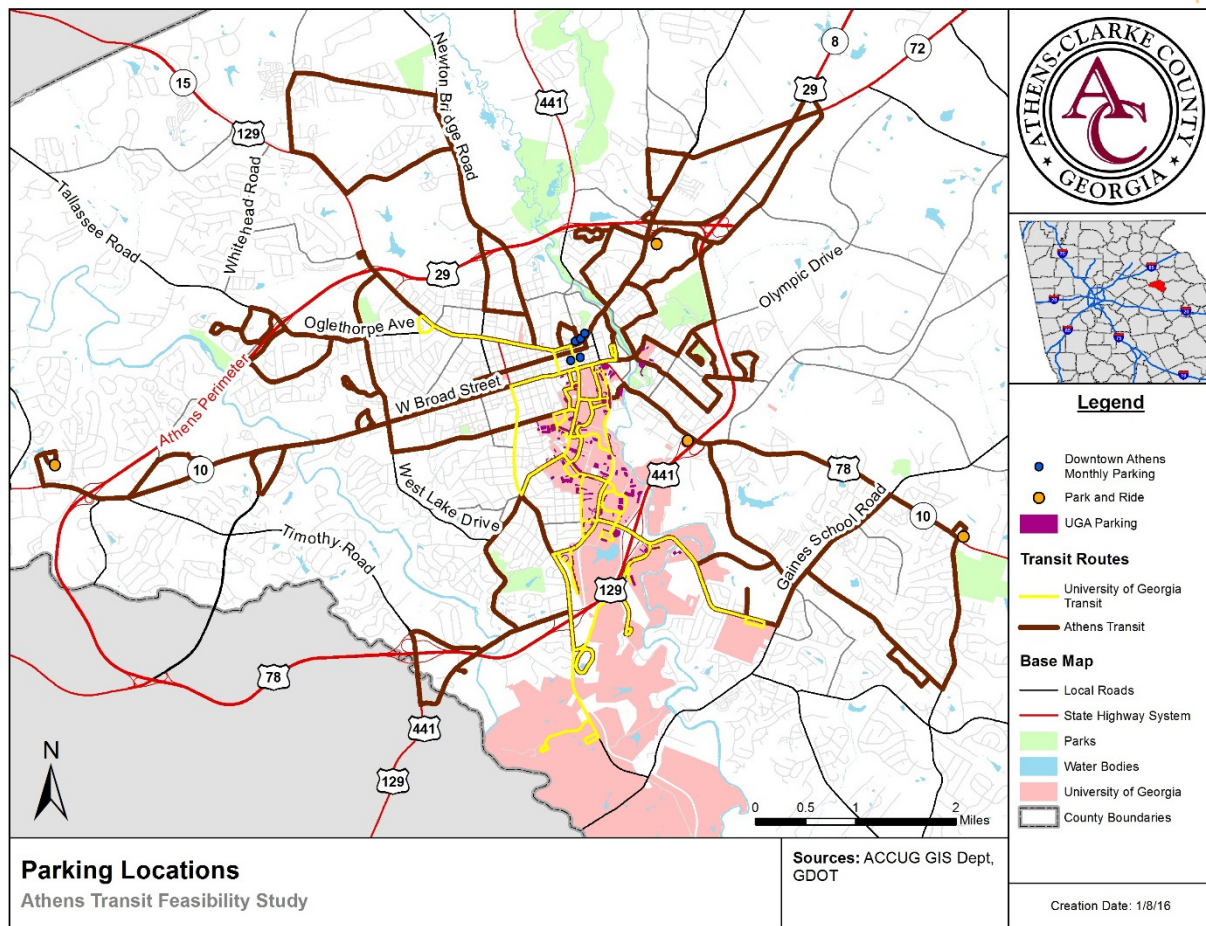 8
72
15
Newton Bridge Road
441
29
129
Whitehead Road
Tallassee Road
29
Olympic Drive
Oglethorpe Ave
W Broad Street
Athens Perimeter
10
West Lake Drive
441
78
Gaines School Road
10
Timothy Road
129
78
441
129
N
0 0.5 1 2
Miles
ATHENS-CLARKE COUNTY
AC
GEORGIA
Legend
Downtown Athens
Monthly Parking
Park and Ride
UGA Parking
Transit Routes
University of Georgia
Transit
Athens Transit
Base Map
Local Roads
State Highway System
Parks
Water Bodies
University of Georgia
County Boundaries
Parking Locations
Athens Transit Feasibility Study
Sources: ACCUG GIS Dept,
GDOT
Creation Date: 1/8/16